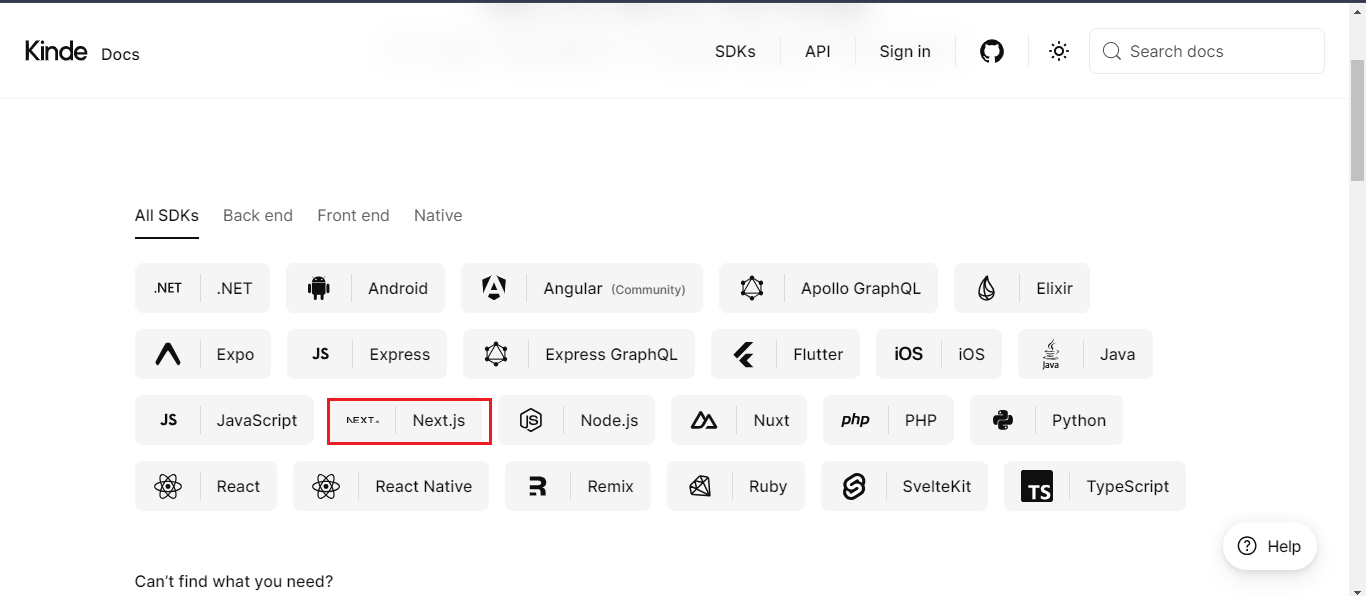 Kinde Docs SDKs API Sign in Search docs
All SDKs Back end Front end Native
.NET .NET Android Angular (Community) Apollo GraphQL Elixir
Expo JS Express Express GraphQL Flutter iOS iOS Java Java
JS JavaScript NEXT.JS Next.js JS Node.js Nuxt php PHP Python
React React Native Remix Ruby SvelteKit TS TypeScript
Help
Can't find what you need?